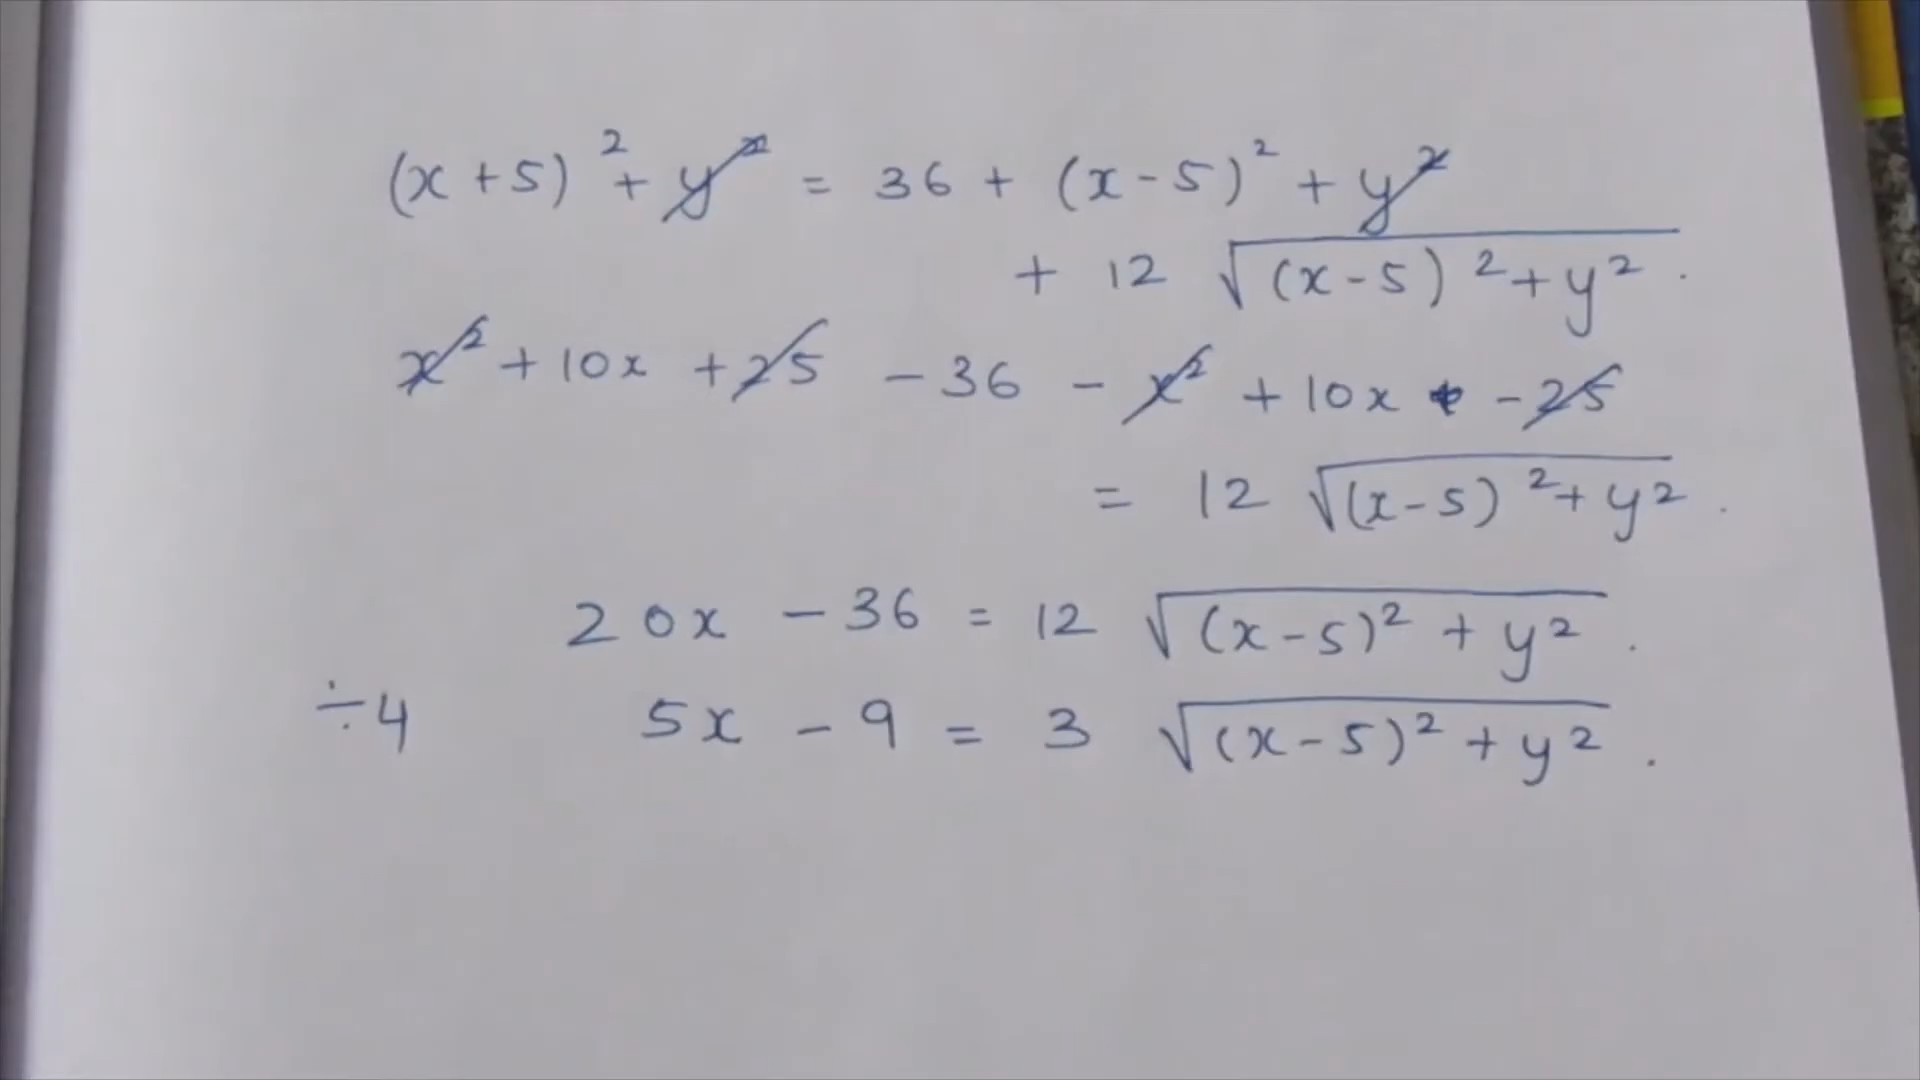 (x+5)² + y² = 36 + (x-5)² + y²
+ 12 √((x-5)² + y²).
x² + 10x + 25 - 36 - x² + 10x - 25
= 12 √((x-5)² + y²).
20x - 36 = 12 √((x-5)² + y²).
÷4 5x - 9 = 3 √((x-5)² + y²).